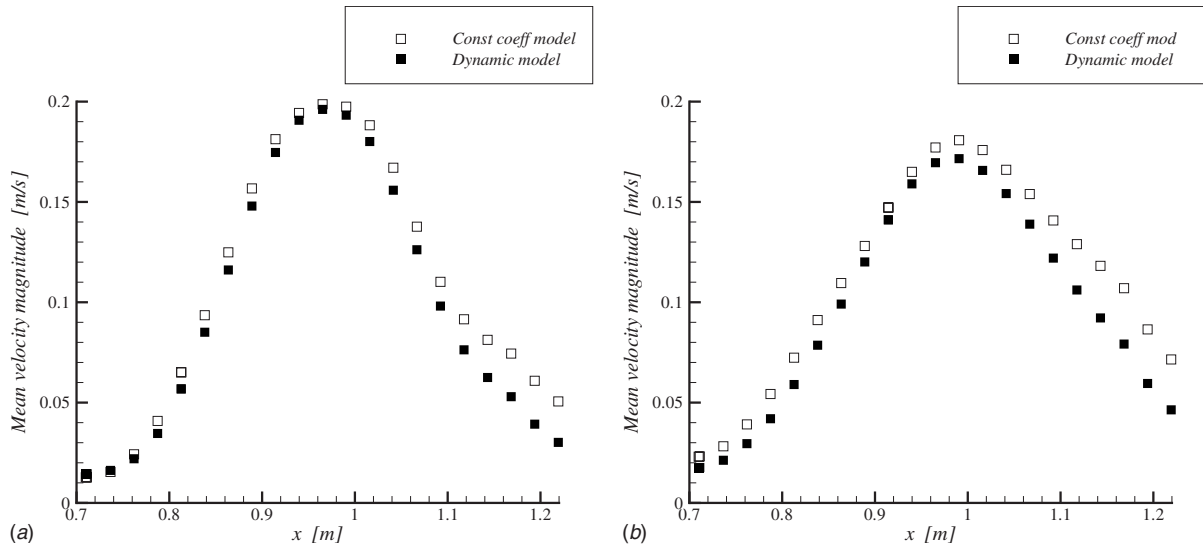 Const coeff model
Dynamic model
Mean velocity magnitude [m/s]
0.2
0.15
0.1
0.05
0
0.7
0.8
0.9
1
1.1
1.2
x [m]
(a)
Const coeff mod
Dynamic model
Mean velocity magnitude [m/s]
0.2
0.15
0.1
0.05
0
0.7
0.8
0.9
1
1.1
1.2
x [m]
(b)